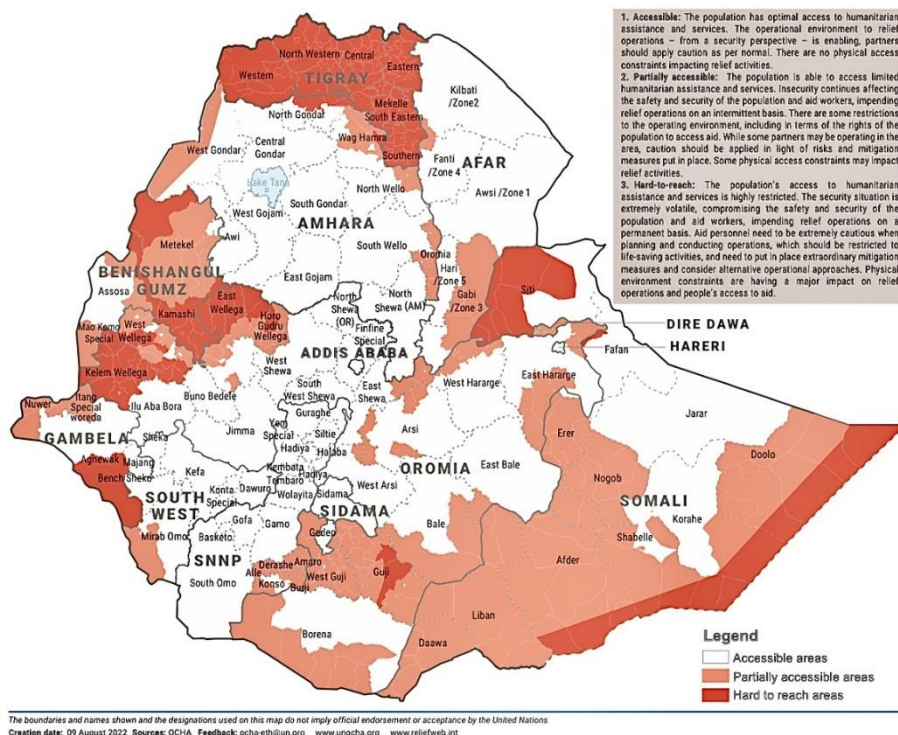 1. Accessible: The population has optimal access to humanitarian
assistance and services. The operational environment to relief
operations – from a security perspective – is enabling, partners
should apply caution as per normal. There are no physical access
constraints impacting relief activities.
2. Partially accessible: The population is able to access limited
humanitarian assistance and services. Insecurity continues affecting
the safety and security of the population and aid workers, impending
relief operations on an intermittent basis. There are some restrictions
to the operating environment, including in terms of the rights of the
population to access aid. While some partners may be operating in the
area, caution should be applied in light of risks and mitigation
measures put in place. Some physical access constraints may impact
relief activities.
3. Hard-to-reach: The population's access to humanitarian
assistance and services is highly restricted. The security situation is
extremely volatile, compromising the safety and security of the
population and aid workers, impending relief operations on a
permanent basis. Aid personnel need to be extremely cautious when
planning and conducting operations, which should be restricted to
life-saving activities, and need to put in place extraordinary mitigation
measures and consider alternative operational approaches. Physical
environment constraints are having a major impact on relief
operations and people's access to aid.
North Western
Central
Eastern
Western
TIGRAY
Mekelle
South Eastern
Southern
Kilbati
/Zone2
North Gondar
Wag Hamra
West Gondar
Central
Gondar
Fanti
/Zone 4
AFAR
Awsi /Zone 1
Lake Tana
North Wello
South Gondar
West Gojam
AMHARA
Awi
South Wello
East Gojam
Oromia
Hari
/Zone 5
Gabi
/Zone 3
Siti
Metekel
BENISHANGUL
GUMZ
Assosa
Kamashi
East
Wellega
Horo
Gudru
Wellega
Mao Komo
Special
West
Wellega
Kelem Wellega
North
Shewa
(OR)
North
Shewa (AM)
Finfine
Special
ADDIS ABABA
West
Shewa
South
West Shewa
East
Shewa
DIRE DAWA
HARERI
Fafan
West Hararge
East Hararge
Jarar
Nuwer
Itang
Special
woreda
Ilu Aba Bora
Buno Bedele
Jimma
GAMBELA
Agnewak
Majang
Sheka
Bench Sheko
Kefa
Yem
Special
Guraghe
Siltie
Hadiya
Halaba
Kembata
Tembaro
Hadiya
Arsi
OROMIA
East Bale
Erer
Nogob
Doolo
SOMALI
Korahe
Shabelle
Afder
SOUTH
WEST
Konta
Special
Dawuro
Wolayita
Sidama
SIDAMA
West Arsi
Bale
Mirab Omo
Gofa
Gamo
Basketo
SNNP
South Omo
Gedeo
Derashe
Amaro
Alle
Konso
Burji
West Guji
Guji
Borena
Liban
Daawa
Legend
Accessible areas
Partially accessible areas
Hard to reach areas
The boundaries and names shown and the designations used on this map do not imply official endorsement or acceptance by the United Nations
Creation date: 09 August 2022 Sources: OCHA Feedback: ocha-eth@un.org www.unocha.org www.reliefweb.int